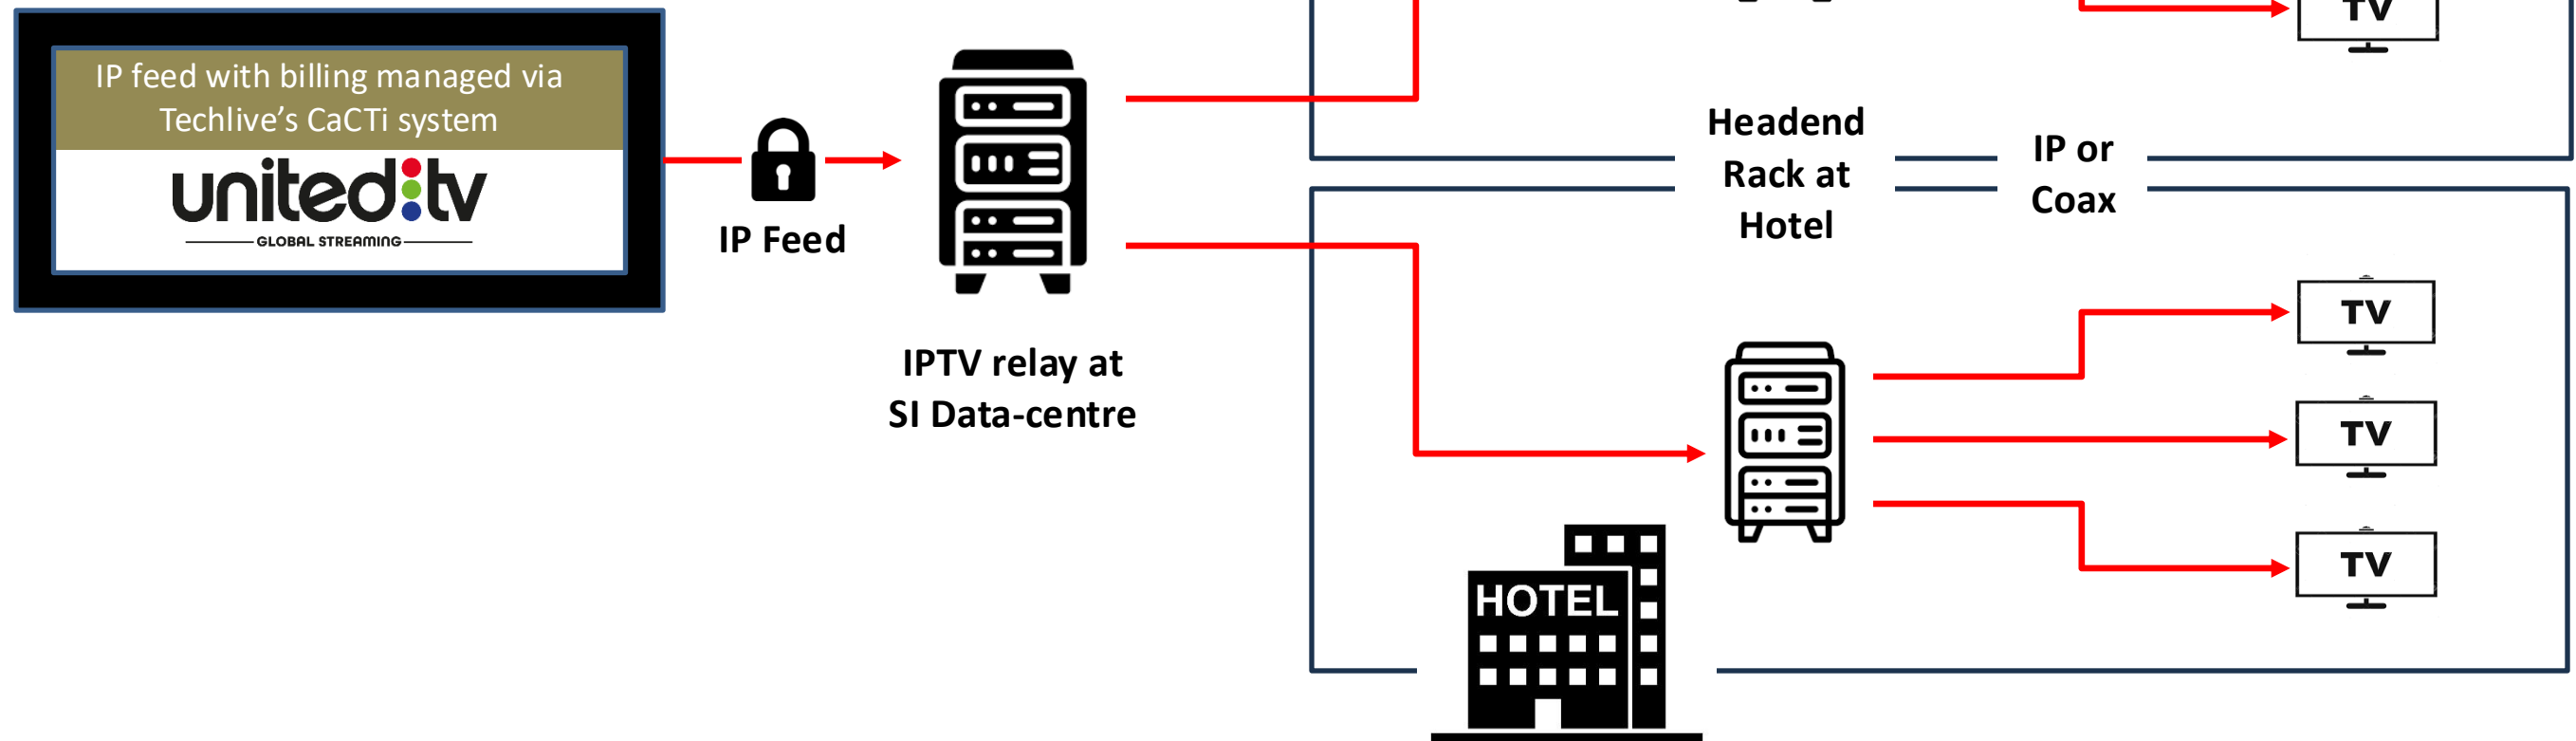 TV
IP feed with billing managed via
Techlive's CaCTi system
united:tv
GLOBAL STREAMING
IP Feed
IPTV relay at
SI Data-centre
Headend
Rack at
Hotel
IP or
Coax
TV
TV
TV
HOTEL